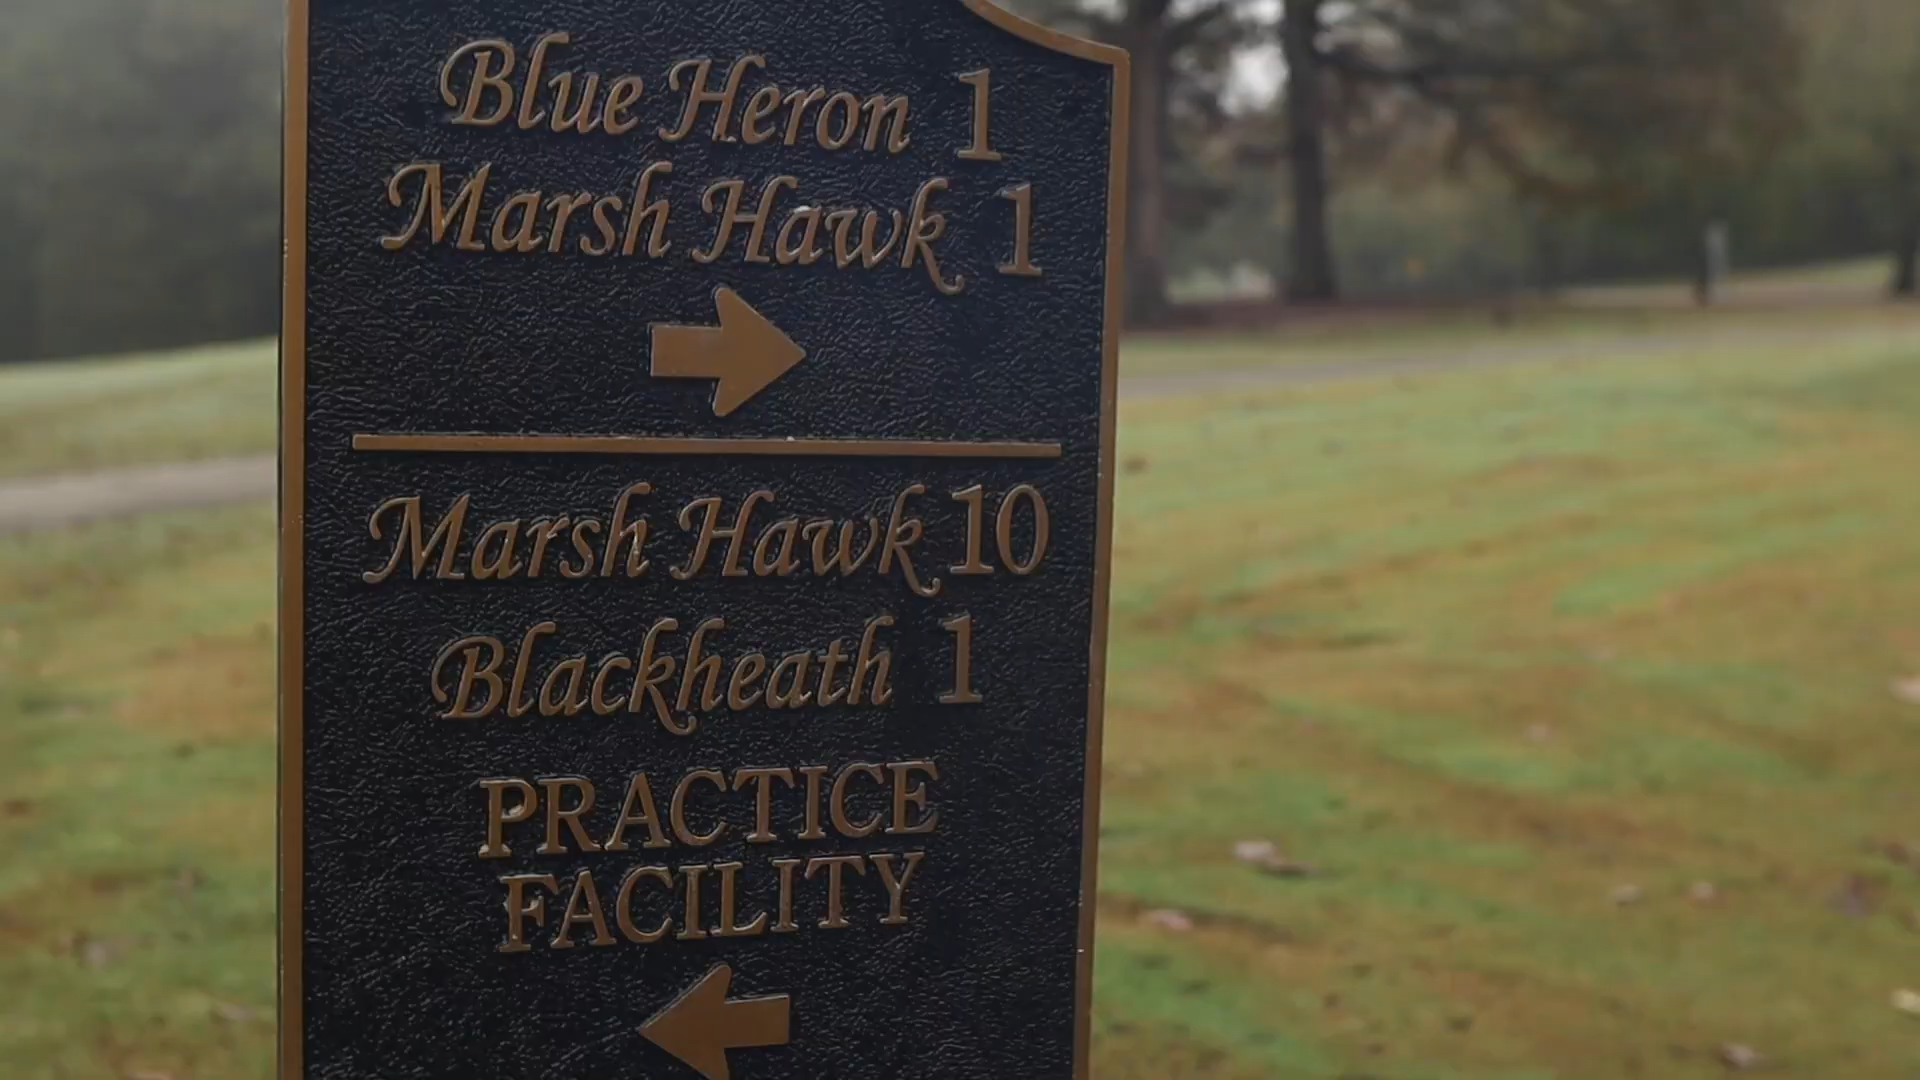 Blue Heron 1
Marsh Hawk 1
Marsh Hawk 10
Blackheath 1
PRACTICE
FACILITY